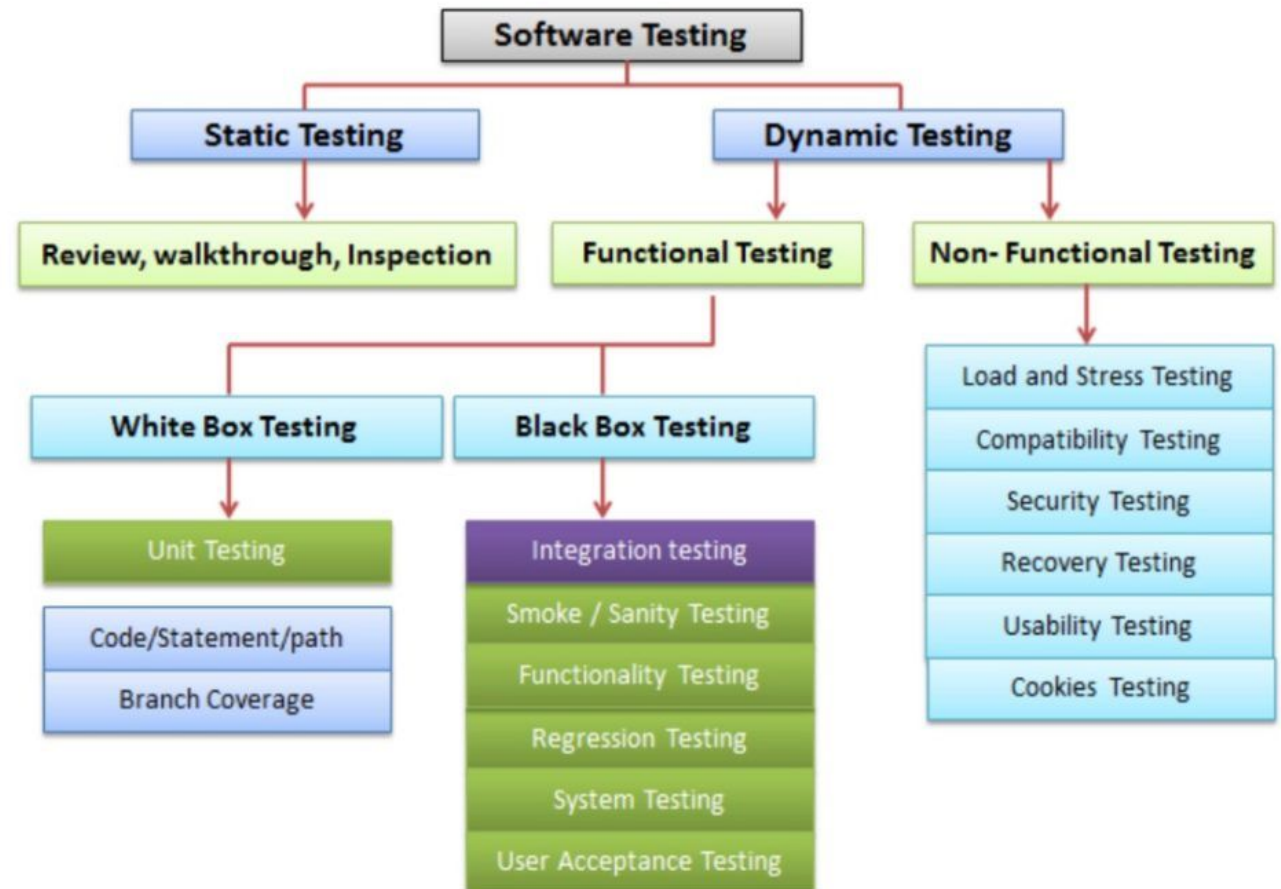 Software Testing
Static Testing
Dynamic Testing
Review, walkthrough, Inspection
Functional Testing
Non- Functional Testing
White Box Testing
Black Box Testing
Load and Stress Testing
Compatibility Testing
Security Testing
Recovery Testing
Usability Testing
Cookies Testing
Unit Testing
Code/Statement/path
Branch Coverage
Integration testing
Smoke / Sanity Testing
Functionality Testing
Regression Testing
System Testing
User Acceptance Testing